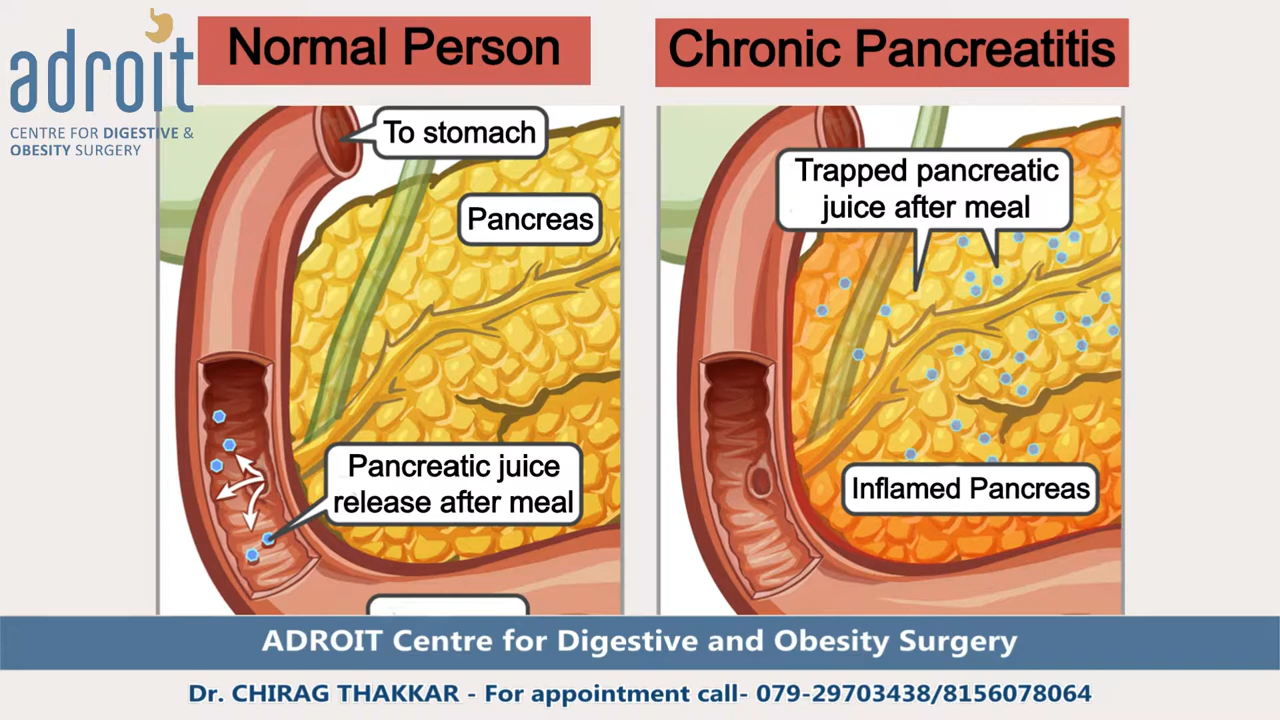 adroit
CENTRE FOR DIGESTIVE &
OBESITY SURGERY
Normal Person
To stomach
Pancreas
Pancreatic juice
release after meal
Chronic Pancreatitis
Trapped pancreatic
juice after meal
Inflamed Pancreas
ADROIT Centre for Digestive and Obesity Surgery
Dr. CHIRAG THAKKAR - For appointment call- 079-29703438/8156078064